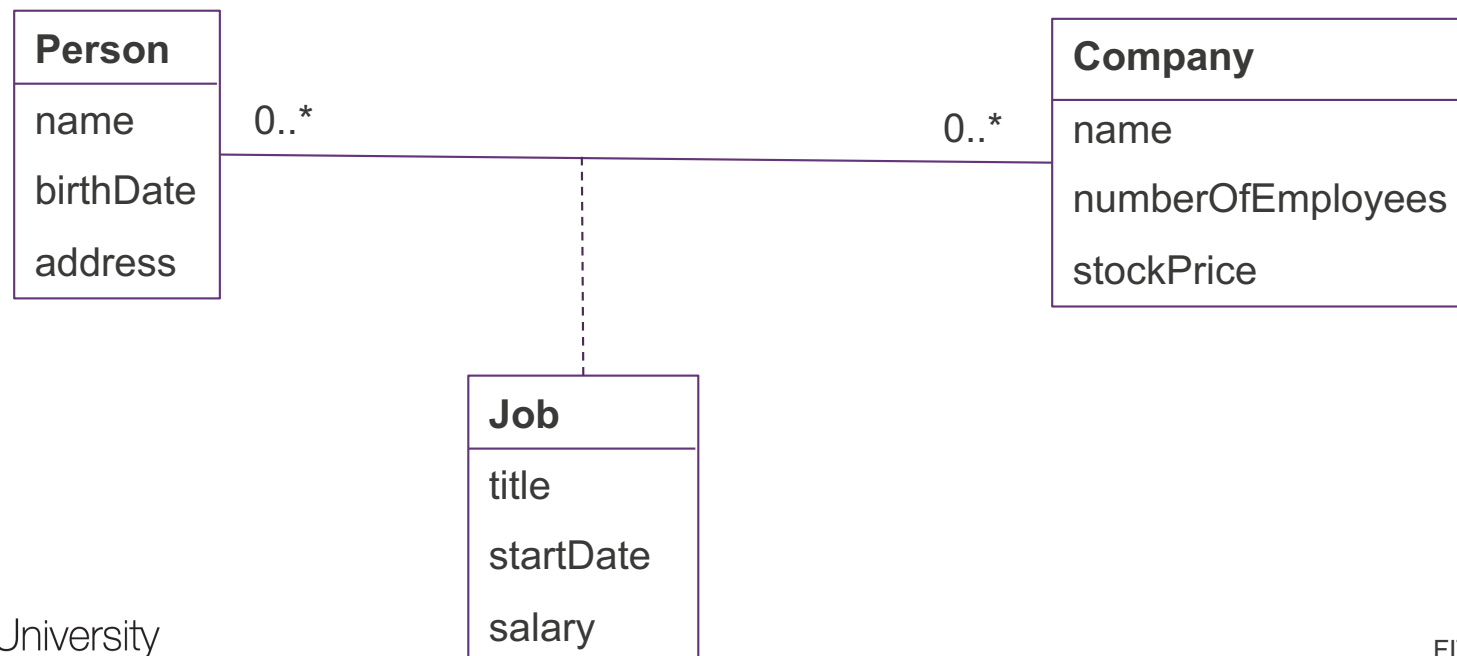 Person
name
birthDate
address
0..*
0..*
Company
name
numberOfEmployees
stockPrice
Job
title
startDate
salary
University